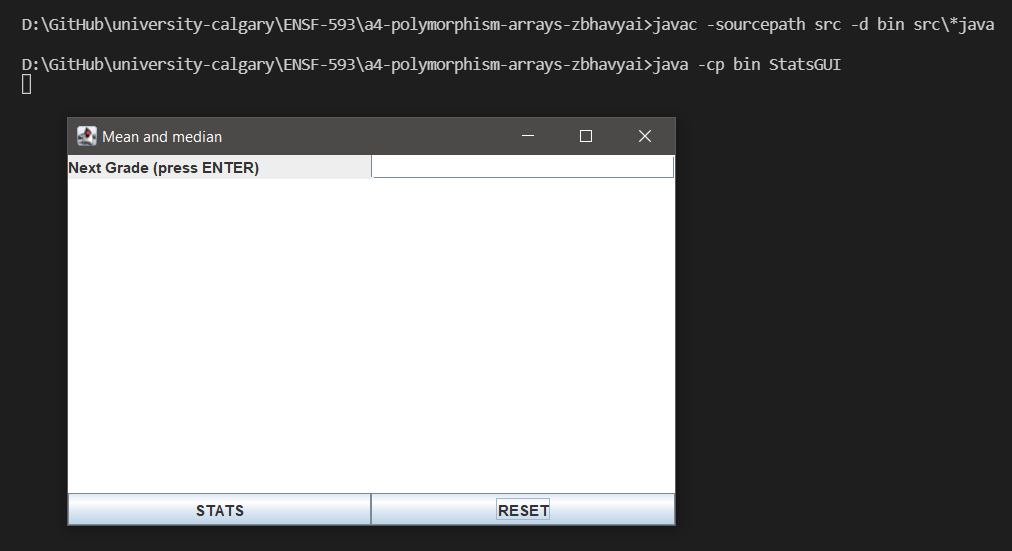 D:\GitHub\university-calgary\ENSF-593\a4-polymorphism-arrays-zbhavyai>javac -sourcepath src -d bin src\*java
D:\GitHub\university-calgary\ENSF-593\a4-polymorphism-arrays-zbhavyai>java -cp bin StatsGUI
Mean and median
Next Grade (press ENTER)
STATS RESET